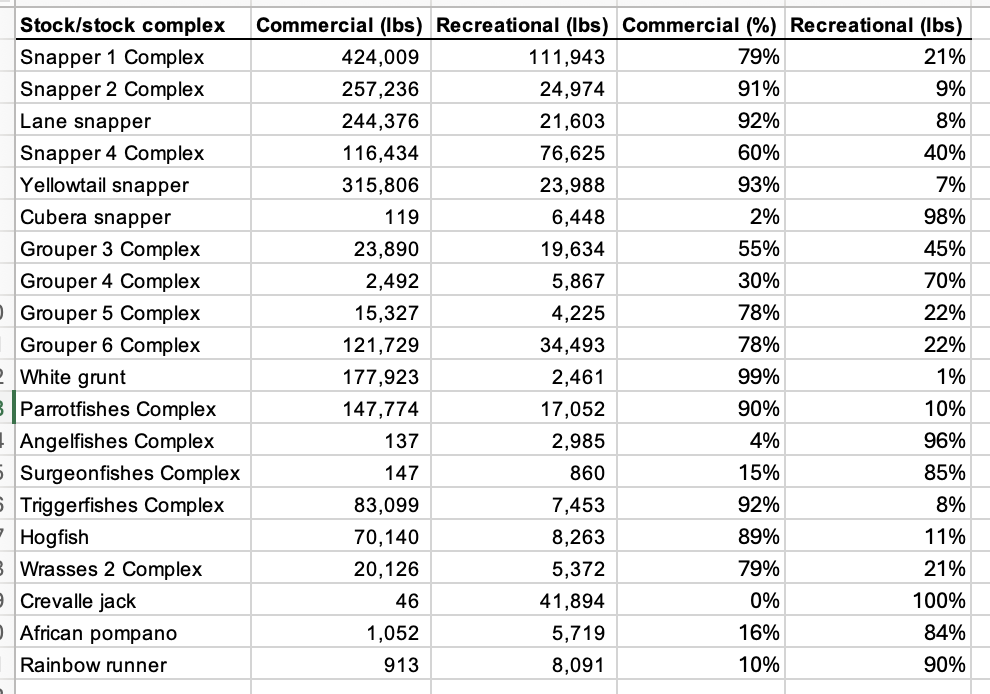 Stock/stock complex Commercial (lbs) Recreational (lbs) Commercial (%) Recreational (lbs)
Snapper 1 Complex 424,009 111,943 79% 21%
Snapper 2 Complex 257,236 24,974 91% 9%
Lane snapper 244,376 21,603 92% 8%
Snapper 4 Complex 116,434 76,625 60% 40%
Yellowtail snapper 315,806 23,988 93% 7%
Cubera snapper 119 6,448 2% 98%
Grouper 3 Complex 23,890 19,634 55% 45%
Grouper 4 Complex 2,492 5,867 30% 70%
Grouper 5 Complex 15,327 4,225 78% 22%
Grouper 6 Complex 121,729 34,493 78% 22%
White grunt 177,923 2,461 99% 1%
Parrotfishes Complex 147,774 17,052 90% 10%
Angelfishes Complex 137 2,985 4% 96%
Surgeonfishes Complex 147 860 15% 85%
Triggerfishes Complex 83,099 7,453 92% 8%
Hogfish 70,140 8,263 89% 11%
Wrasses 2 Complex 20,126 5,372 79% 21%
Crevalle jack 46 41,894 0% 100%
African pompano 1,052 5,719 16% 84%
Rainbow runner 913 8,091 10% 90%